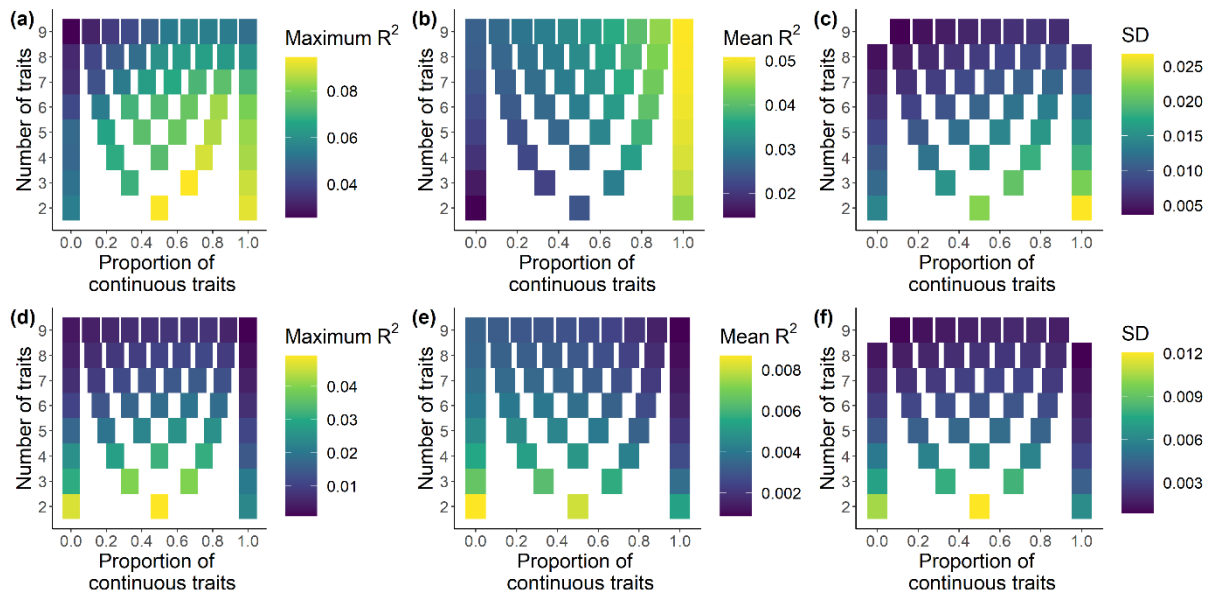 (a)
Number of traits
9
8
7
6
5
4
3
2
0.0 0.2 0.4 0.6 0.8 1.0
Proportion of
continuous traits
Maximum R²
0.08
0.06
0.04
(b)
Number of traits
9
8
7
6
5
4
3
2
0.0 0.2 0.4 0.6 0.8 1.0
Proportion of
continuous traits
Mean R²
0.05
0.04
0.03
0.02
(c)
Number of traits
9
8
7
6
5
4
3
2
0.0 0.2 0.4 0.6 0.8 1.0
Proportion of
continuous traits
SD
0.025
0.020
0.015
0.010
0.005
(d)
Number of traits
9
8
7
6
5
4
3
2
0.0 0.2 0.4 0.6 0.8 1.0
Proportion of
continuous traits
Maximum R²
0.04
0.03
0.02
0.01
(e)
Number of traits
9
8
7
6
5
4
3
2
0.0 0.2 0.4 0.6 0.8 1.0
Proportion of
continuous traits
Mean R²
0.008
0.006
0.004
0.002
(f)
Number of traits
9
8
7
6
5
4
3
2
0.0 0.2 0.4 0.6 0.8 1.0
Proportion of
continuous traits
SD
0.012
0.009
0.006
0.003